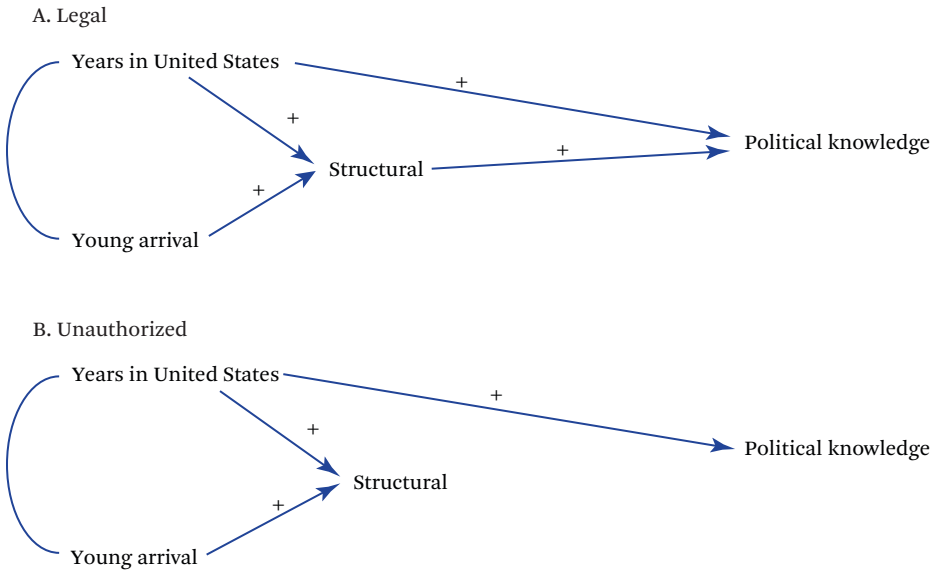 A. Legal
Years in United States
+
+
Political knowledge
+
Structural
+
Young arrival
B. Unauthorized
Years in United States
+
+
Political knowledge
Structural
+
Young arrival